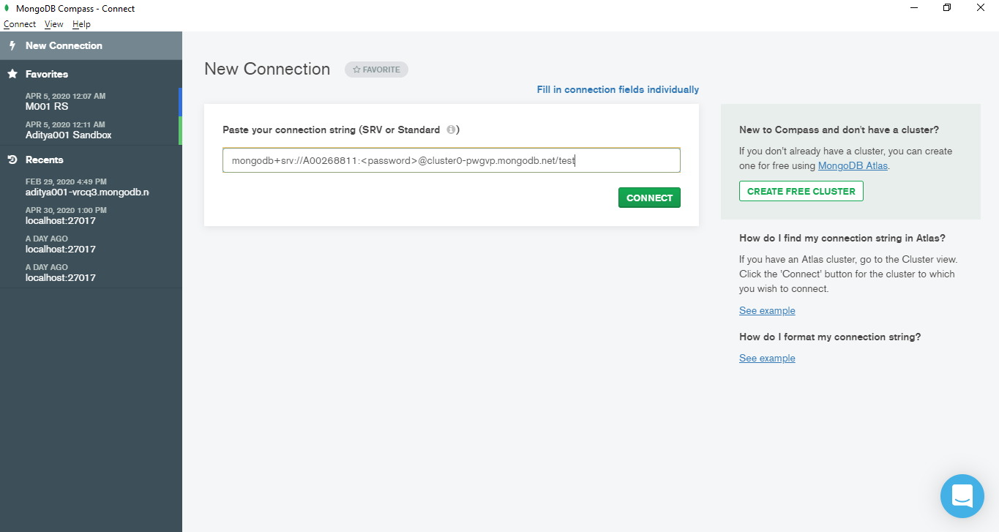 MongoDB Compass - Connect
Connect View Help
New Connection
Favorites
APR 5, 2020 12:07 AM
M001 RS
APR 5, 2020 12:11 AM
Aditya001 Sandbox
Recents
FEB 29, 2020 4:49 PM
aditya001-vrcq3.mongodb.n
APR 30, 2020 1:00 PM
localhost:27017
A DAY AGO
localhost:27017
A DAY AGO
localhost:27017
New Connection
FAVORITE
Fill in connection fields individually
Paste your connection string (SRV or Standard )
mongodb+srv://A00268811:<password>@cluster0-pwgvp.mongodb.net/test
CONNECT
New to Compass and don't have a cluster?
If you don't already have a cluster, you can create
one for free using MongoDB Atlas.
CREATE FREE CLUSTER
How do I find my connection string in Atlas?
If you have an Atlas cluster, go to the Cluster view.
Click the 'Connect' button for the cluster to which
you wish to connect.
See example
How do I format my connection string?
See example